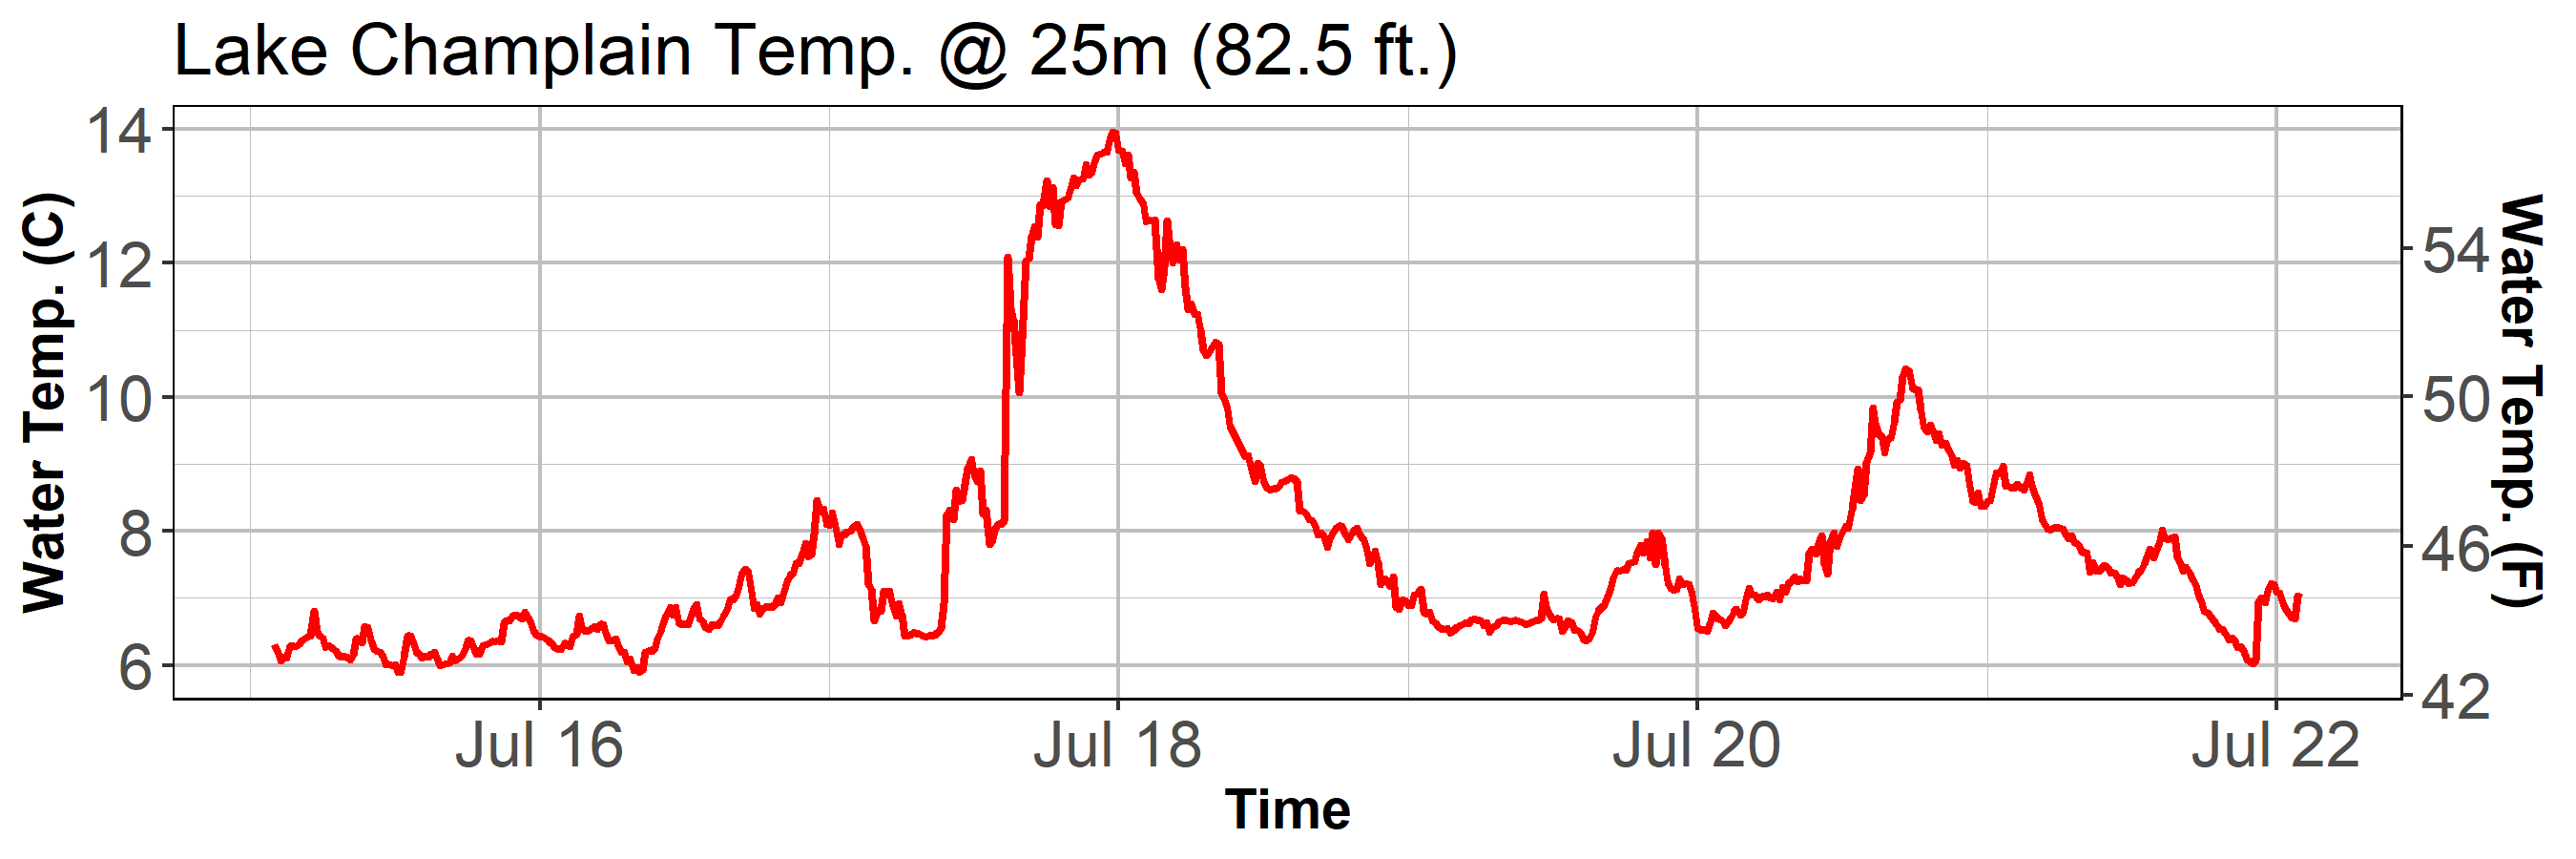 Lake Champlain Temp. @ 25m (82.5 ft.)
Water Temp. (C)
14
12
10
8
6
54
50
46
42
Water Temp. (F)
Jul 16 Jul 18 Jul 20 Jul 22
Time